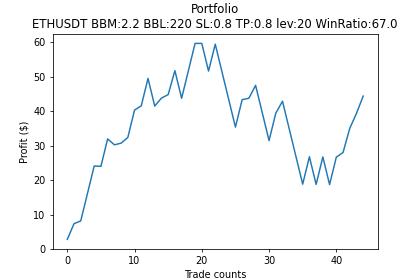 Portfolio
ETHUSDT BBM:2.2 BBL:220 SL:0.8 TP:0.8 lev:20 WinRatio:67.0
60
50
40
30
20
10
0
Profit ($)
0 10 20 30 40
Trade counts